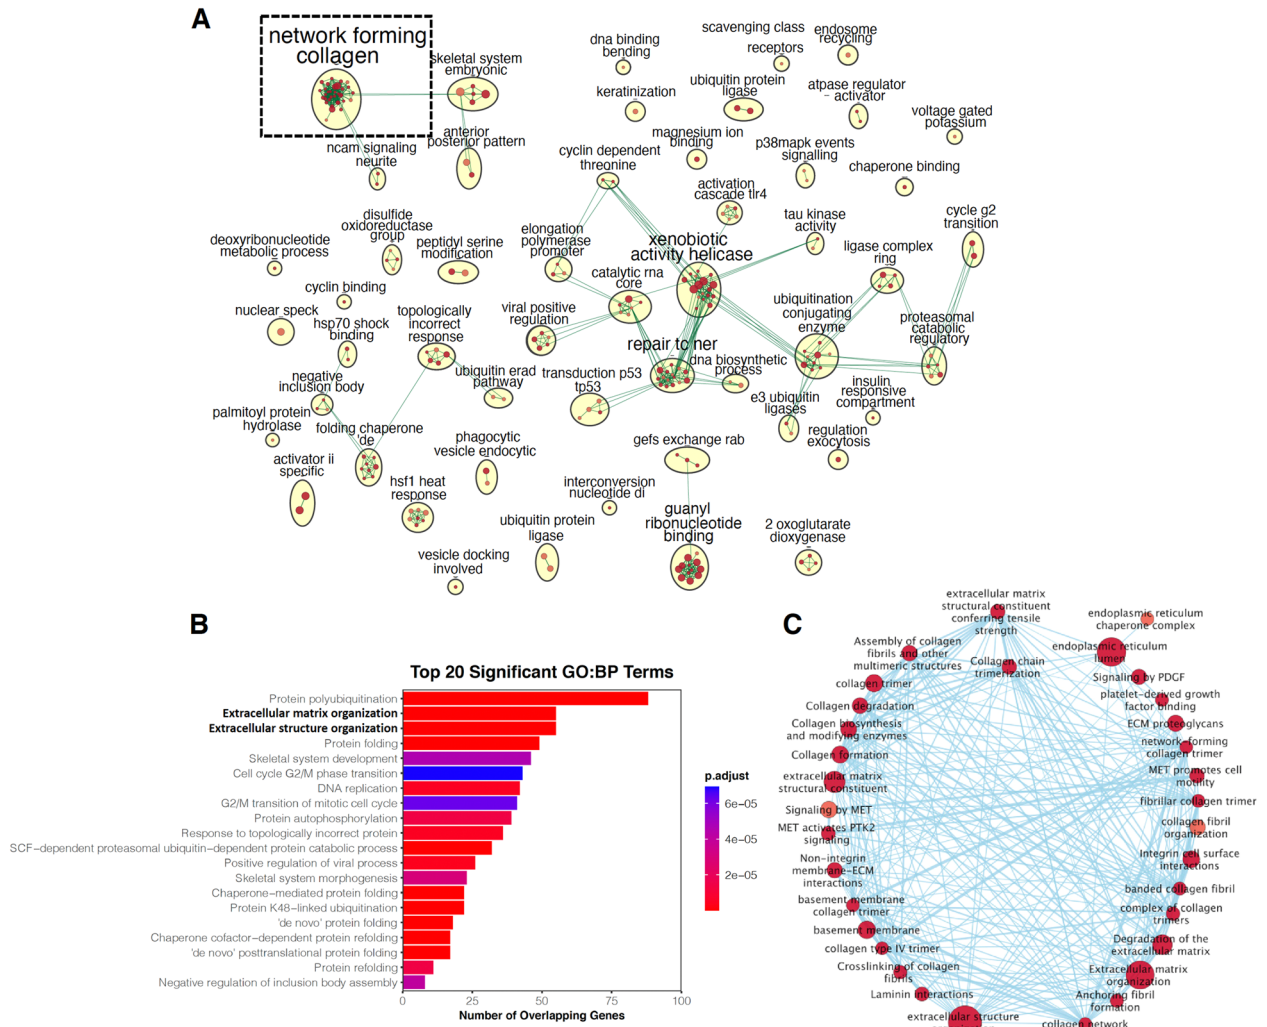 A
network forming
collagen
skeletal system
embryonic
ncam signaling
neurite
anterior
posterior pattern
dna binding
bending
scavenging class
receptors
endosome
recycling
keratinization
ubiquitin protein
ligase
atpase regulator
activator
voltage gated
potassium
magnesium ion
binding
p38mapk events
signalling
cyclin dependent
threonine
chaperone binding
activation
cascade tlr4
disulfide
oxidoreductase
group
deoxyribonucleotide
metabolic process
peptidyl serine
modification
elongation
polymerase
promoter
xenobiotic
activity helicase
tau kinase
activity
cycle g2
transition
ligase complex
ring
catalytic rna
core
cyclin binding
nuclear speck
hsp70 shock
binding
topologically
incorrect
response
viral positive
regulation
ubiquitination
conjugating
enzyme
proteasomal
catabolic
regulatory
negative
inclusion body
ubiquitin erad
pathway
transduction p53
tp53
dna biosynthetic
process
e3 ubiquitin
ligases
insulin
responsive
compartment
palmitoyl protein
hydrolase
folding chaperone
'de
phagocytic
vesicle endocytic
gefs exchange rab
regulation
exocytosis
activator ii
specific
hsf1 heat
response
interconversion
nucleotide di
ubiquitin protein
ligase
guanyl
ribonucleotide
binding
2 oxoglutarate
dioxygenase
vesicle docking
involved
B
Top 20 Significant GO:BP Terms
Protein polyubiquitination
Extracellular matrix organization
Extracellular structure organization
Protein folding
Skeletal system development
Cell cycle G2/M phase transition
DNA replication
G2/M transition of mitotic cell cycle
Protein autophosphorylation
Response to topologically incorrect protein
SCF−dependent proteasomal ubiquitin−dependent protein catabolic process
Positive regulation of viral process
Skeletal system morphogenesis
Chaperone−mediated protein folding
Protein K48−linked ubiquitination
'de novo' protein folding
Chaperone cofactor−dependent protein refolding
'de novo' posttranslational protein folding
Protein refolding
Negative regulation of inclusion body assembly
0 25 50 75 100
Number of Overlapping Genes
p.adjust
6e−05
4e−05
2e−05
C
extracellular matrix
structural constituent
conferring tensile
strength
endoplasmic reticulum
chaperone complex
Assembly of collagen
fibrils and other
multimeric structures
Collagen chain
trimerization
endoplasmic reticulum
lumen
collagen trimer
Signaling by PDGF
Collagen degradation
platelet-derived growth
factor binding
Collagen biosynthesis
and modifying enzymes
ECM proteoglycans
Collagen formation
network-forming
collagen trimer
extracellular matrix
structural constituent
MET promotes cell
motility
Signaling by MET
fibrillar collagen trimer
MET activates PTK2
signaling
collagen fibril
organization
Non-integrin
membrane-ECM
interactions
Integrin cell surface
interactions
basement membrane
collagen trimer
banded collagen fibril
complex of collagen
trimers
basement membrane
collagen type IV trimer
Degradation of the
extracellular matrix
Crosslinking of collagen
fibrils
Extracellular matrix
organization
Laminin interactions
Anchoring fibril
formation
extracellular structure
collagen network